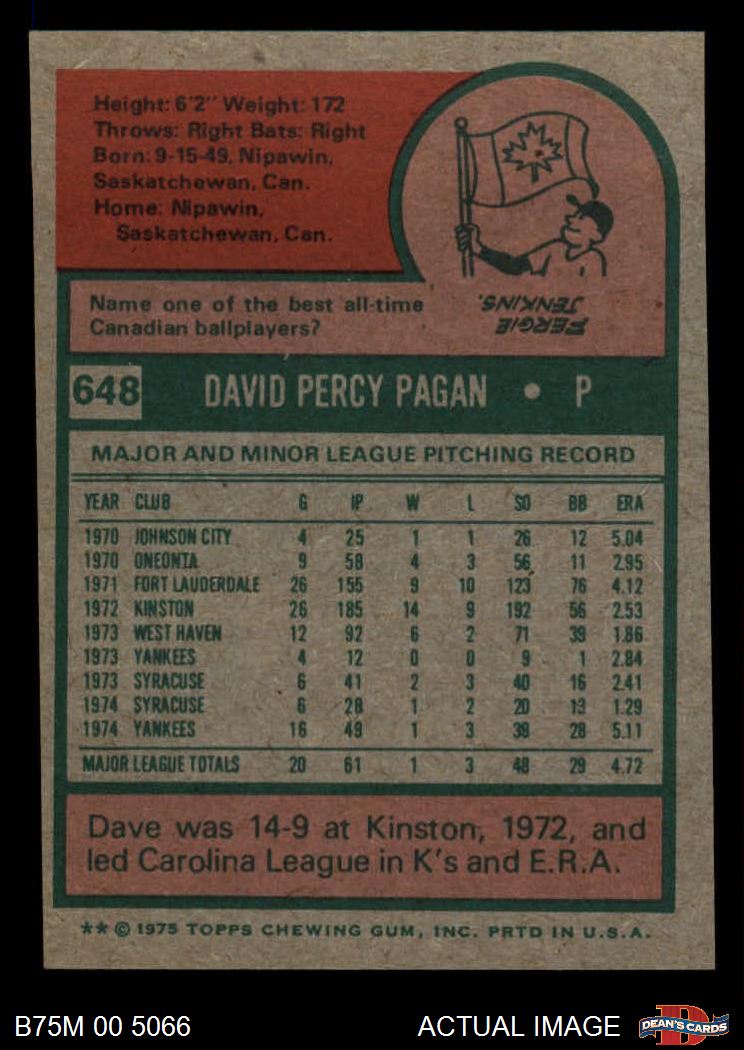 Height: 6'2" Weight: 172
Throws: Right Bats: Right
Born: 9-15-49, Nipawin,
Saskatchewan, Can.
Home: Nipawin,
Saskatchewan, Can.
Name one of the best all-time
Canadian ballplayers?
FERGIE
JENKINS.
648 DAVID PERCY PAGAN • P
MAJOR AND MINOR LEAGUE PITCHING RECORD
YEAR CLUB G IP W L SO BB ERA
1970 JOHNSON CITY 4 25 1 1 26 12 5.04
1970 ONEONTA 9 58 4 3 56 11 2.95
1971 FORT LAUDERDALE 26 155 9 10 123 76 4.12
1972 KINSTON 26 185 14 9 192 56 2.53
1973 WEST HAVEN 12 92 6 2 71 39 1.86
1973 YANKEES 4 12 0 0 9 1 2.84
1973 SYRACUSE 6 41 2 3 40 16 2.41
1974 SYRACUSE 6 28 1 2 20 13 1.29
1974 YANKEES 16 49 1 3 39 28 5.11
MAJOR LEAGUE TOTALS 20 61 1 3 48 29 4.72
Dave was 14-9 at Kinston, 1972, and
led Carolina League in K's and E.R.A.
** © 1975 TOPPS CHEWING GUM, INC. PRTD IN U.S.A.
B75M 00 5066 ACTUAL IMAGE DEAN'S CARDS